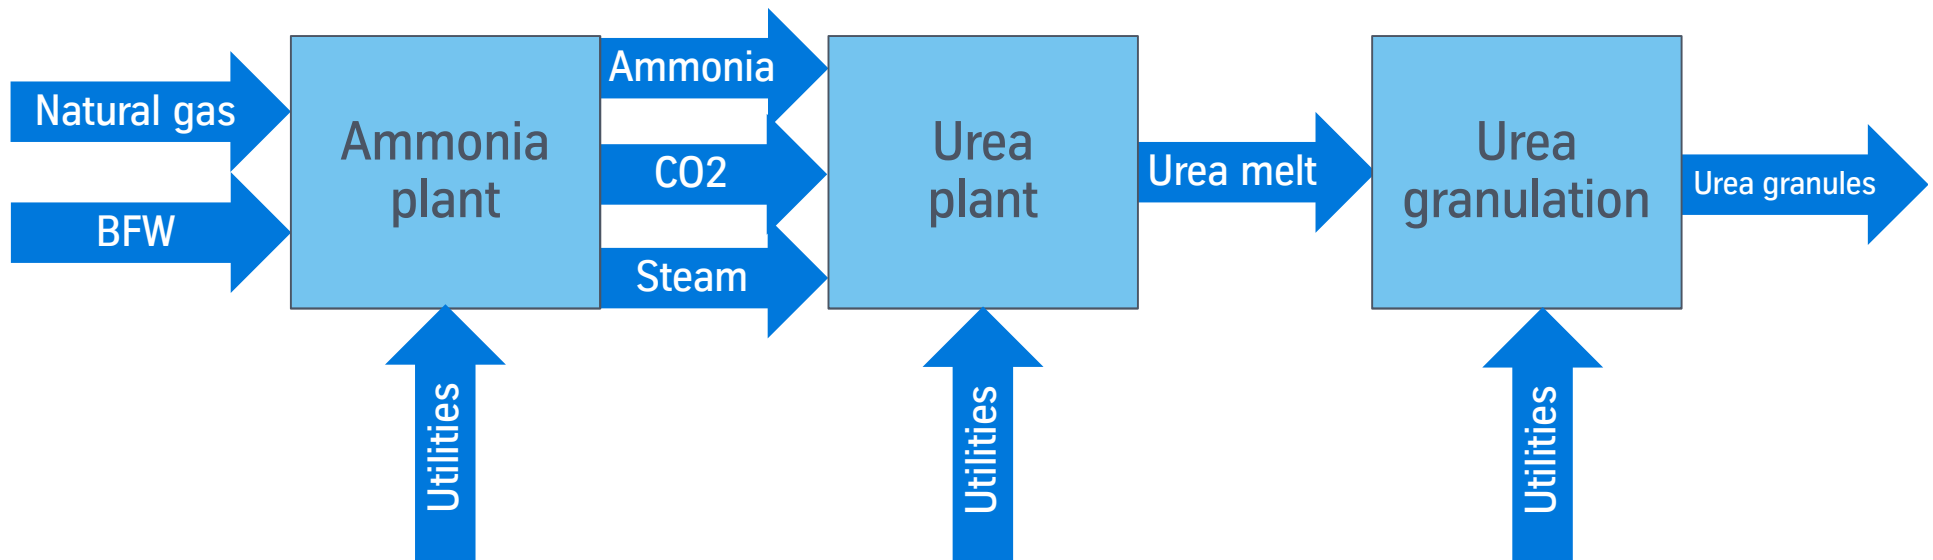 Natural gas
BFW
Ammonia
plant
Ammonia
CO2
Steam
Urea
plant
Urea melt
Urea
granulation
Urea granules
Utilities
Utilities
Utilities